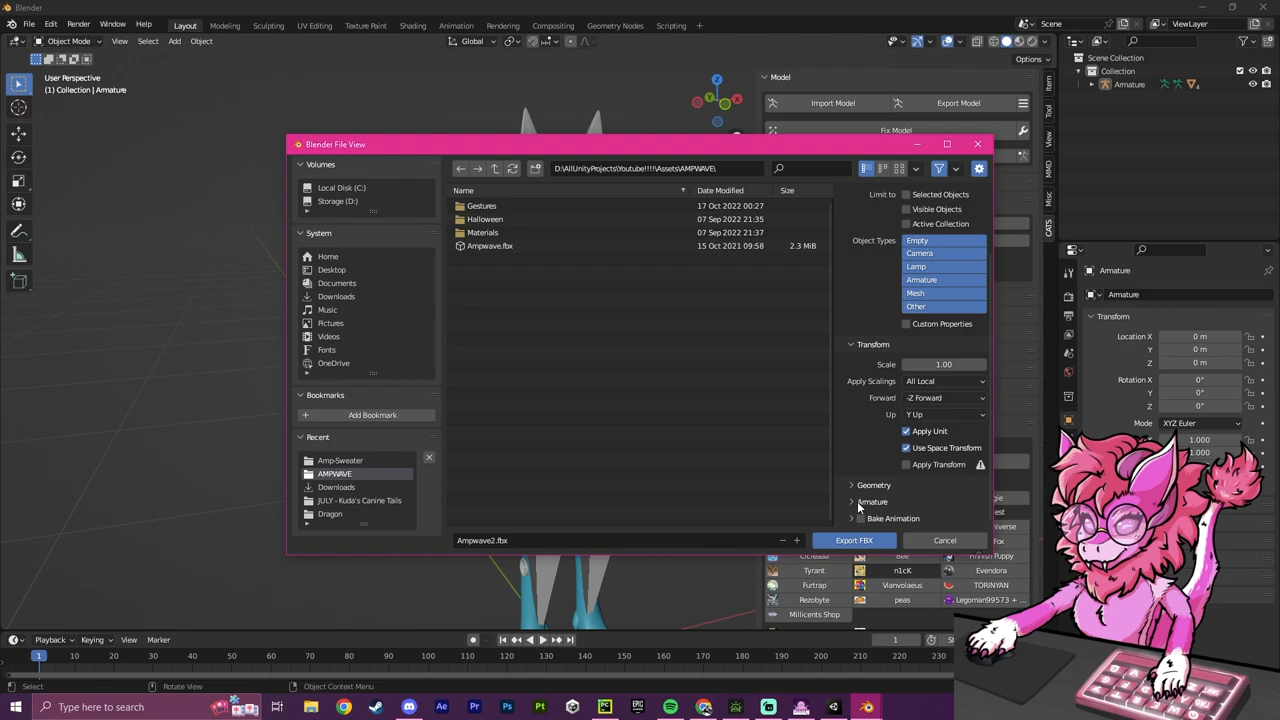 Blender
File Edit Render Window Help
Layout Modeling Sculpting UV Editing Texture Paint Shading Animation Rendering Compositing Geometry Nodes Scripting +
Scene ViewLayer
Object Mode View Select Add Object
Global
Options
User Perspective
(1) Collection | Armature
Scene Collection
Collection
Armature
Model
Import Model Export Model
Fix Model
Item
Tool
View
MMD
Misc
CATS
Blender File View
Volumes
Local Disk (C:)
Storage (D:)
System
Home
Desktop
Documents
Downloads
Music
Pictures
Videos
Fonts
OneDrive
Bookmarks
Add Bookmark
Recent
Amp-Sweater
AMPWAVE
Downloads
JULY - Kuda's Canine Tails
Dragon
D:\AllUnityProjects\Youtube!!!!\Assets\AMPWAVE\
Name Date Modified Size
Gestures 17 Oct 2022 00:27
Halloween 07 Sep 2022 21:35
Materials 07 Sep 2022 21:37
Ampwave.fbx 15 Oct 2021 09:58 2.3 MiB
Limit to Selected Objects
Visible Objects
Active Collection
Object Types Empty
Camera
Lamp
Armature
Mesh
Other
Custom Properties
Transform
Scale 1.00
Apply Scalings All Local
Forward -Z Forward
Up Y Up
Apply Unit
Use Space Transform
Apply Transform
Geometry
Armature
Bake Animation
Ampwave2.fbx
Export FBX Cancel
Armature
Armature
Transform
Location X 0 m
Y 0 m
Z 0 m
Rotation X 0°
Y 0°
Z 0°
Mode XYZ Euler
1.000
1.000
Tyrant n1cK Evendora
Furtrap Vianvolaeus TORINYAN
Rezobyte peas Legoman99573 + ...
Millicents Shop
Playback Keying View Marker
1
1 10 20 30 40 50 60 70 80 90 100 110 120 130 140 150 160 170 180 190 200 210 220 230
Select Rotate View Object Context Menu
Type here to search